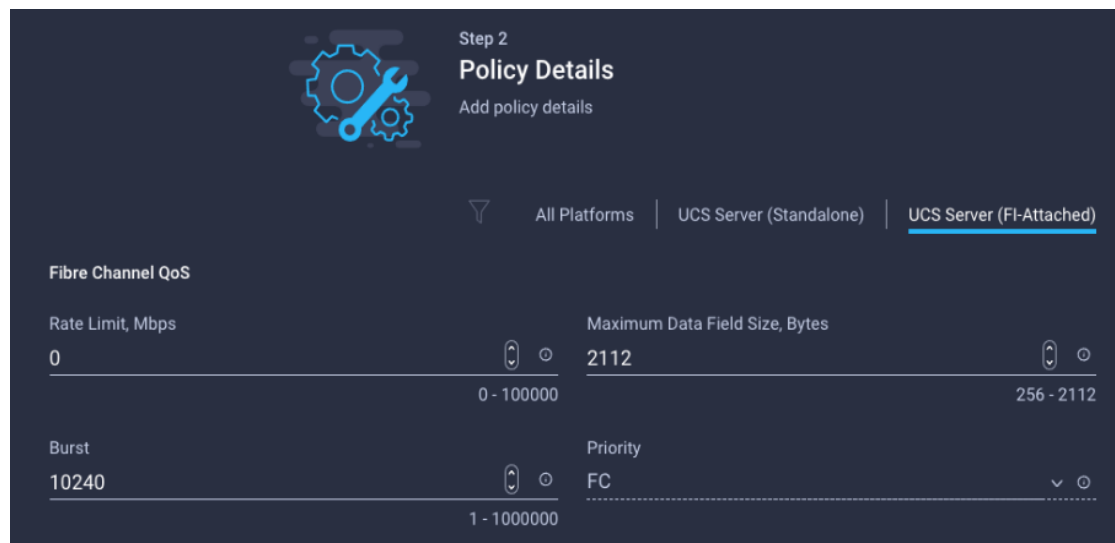 Step 2
Policy Details
Add policy details
All Platforms
UCS Server (Standalone)
UCS Server (FI-Attached)
Fibre Channel QoS
Rate Limit, Mbps
Maximum Data Field Size, Bytes
0
2112
0 - 100000
256 - 2112
Burst
Priority
10240
FC
1 - 1000000